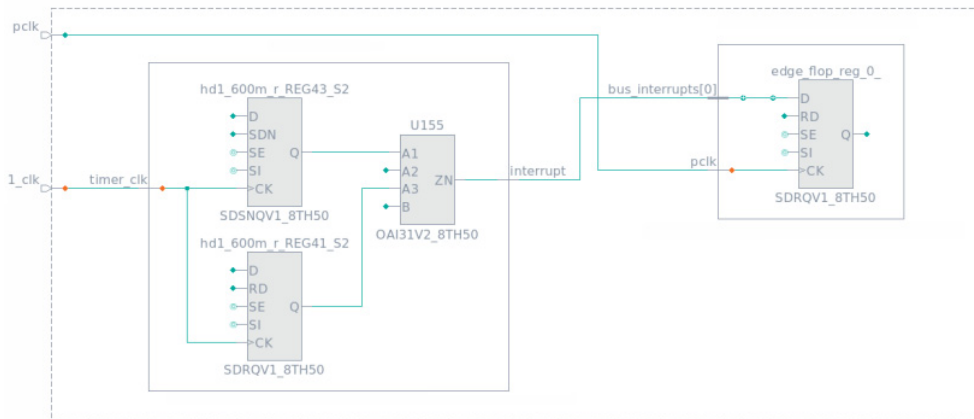 pclk
edge_flop_reg_0_
hd1_600m_r_REG43_S2
bus_interrupts[0]
D
RD
SE
SI
CK
Q
SDRQV1_8TH50
pclk
D
SDN
SE
SI
CK
Q
SDSNQV1_8TH50
U155
A1
A2
A3
B
ZN
OAI31V2_8TH50
interrupt
1_clk
timer_clk
hd1_600m_r_REG41_S2
D
RD
SE
SI
CK
Q
SDRQV1_8TH50